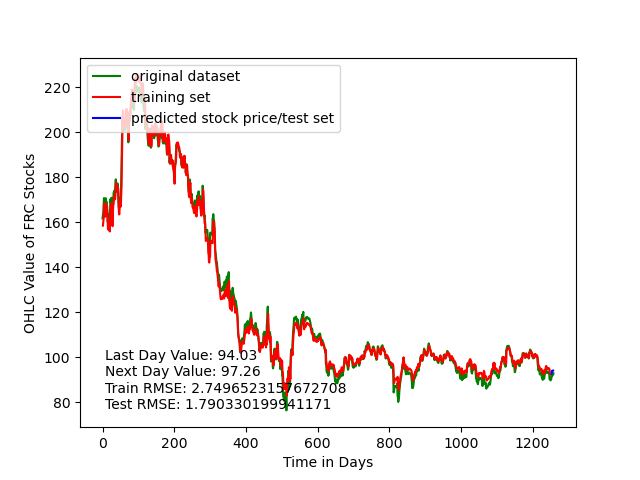 original dataset
training set
predicted stock price/test set
OHLC Value of FRC Stocks
220
200
180
160
140
120
100
80
Last Day Value: 94.03
Next Day Value: 97.26
Train RMSE: 2.7496523157672708
Test RMSE: 1.790330199941171
0 200 400 600 800 1000 1200
Time in Days